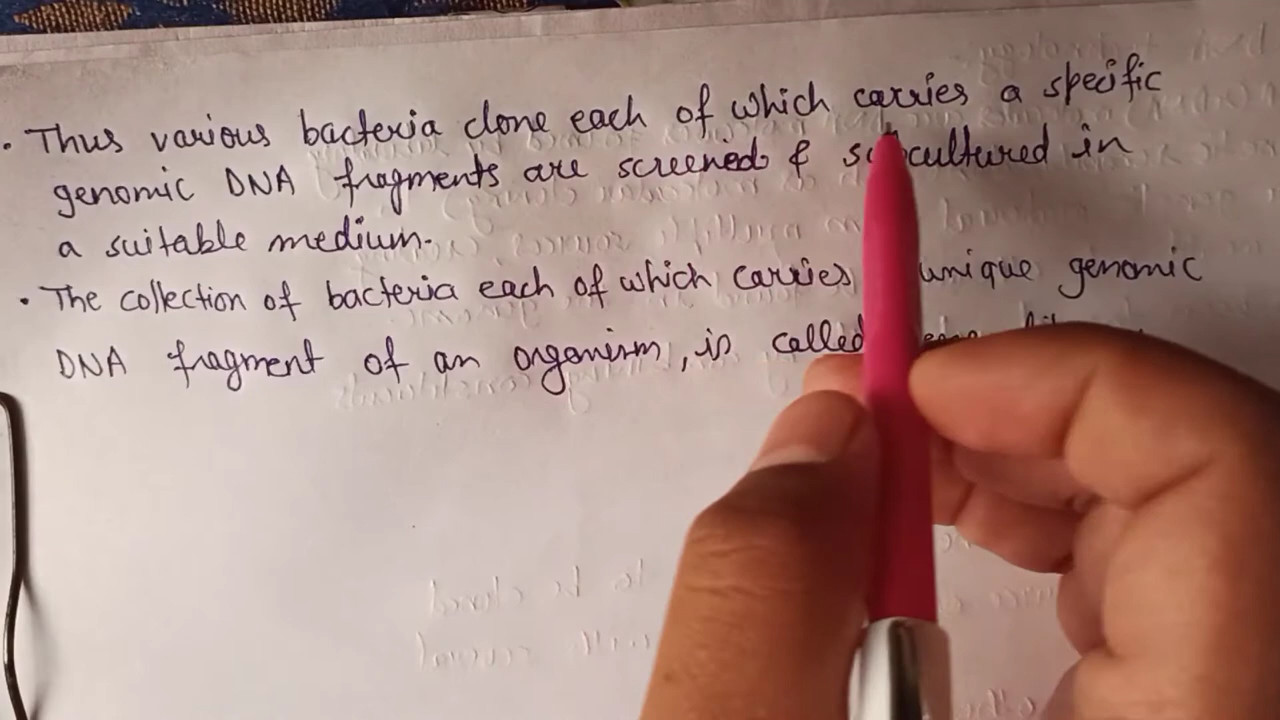 . Thus various bacteria clone each of which carries a specific
genomic DNA fragments are screened & subcultured in
a suitable medium.
. The collection of bacteria each of which carries unique genomic
DNA fragment of an organism, is called